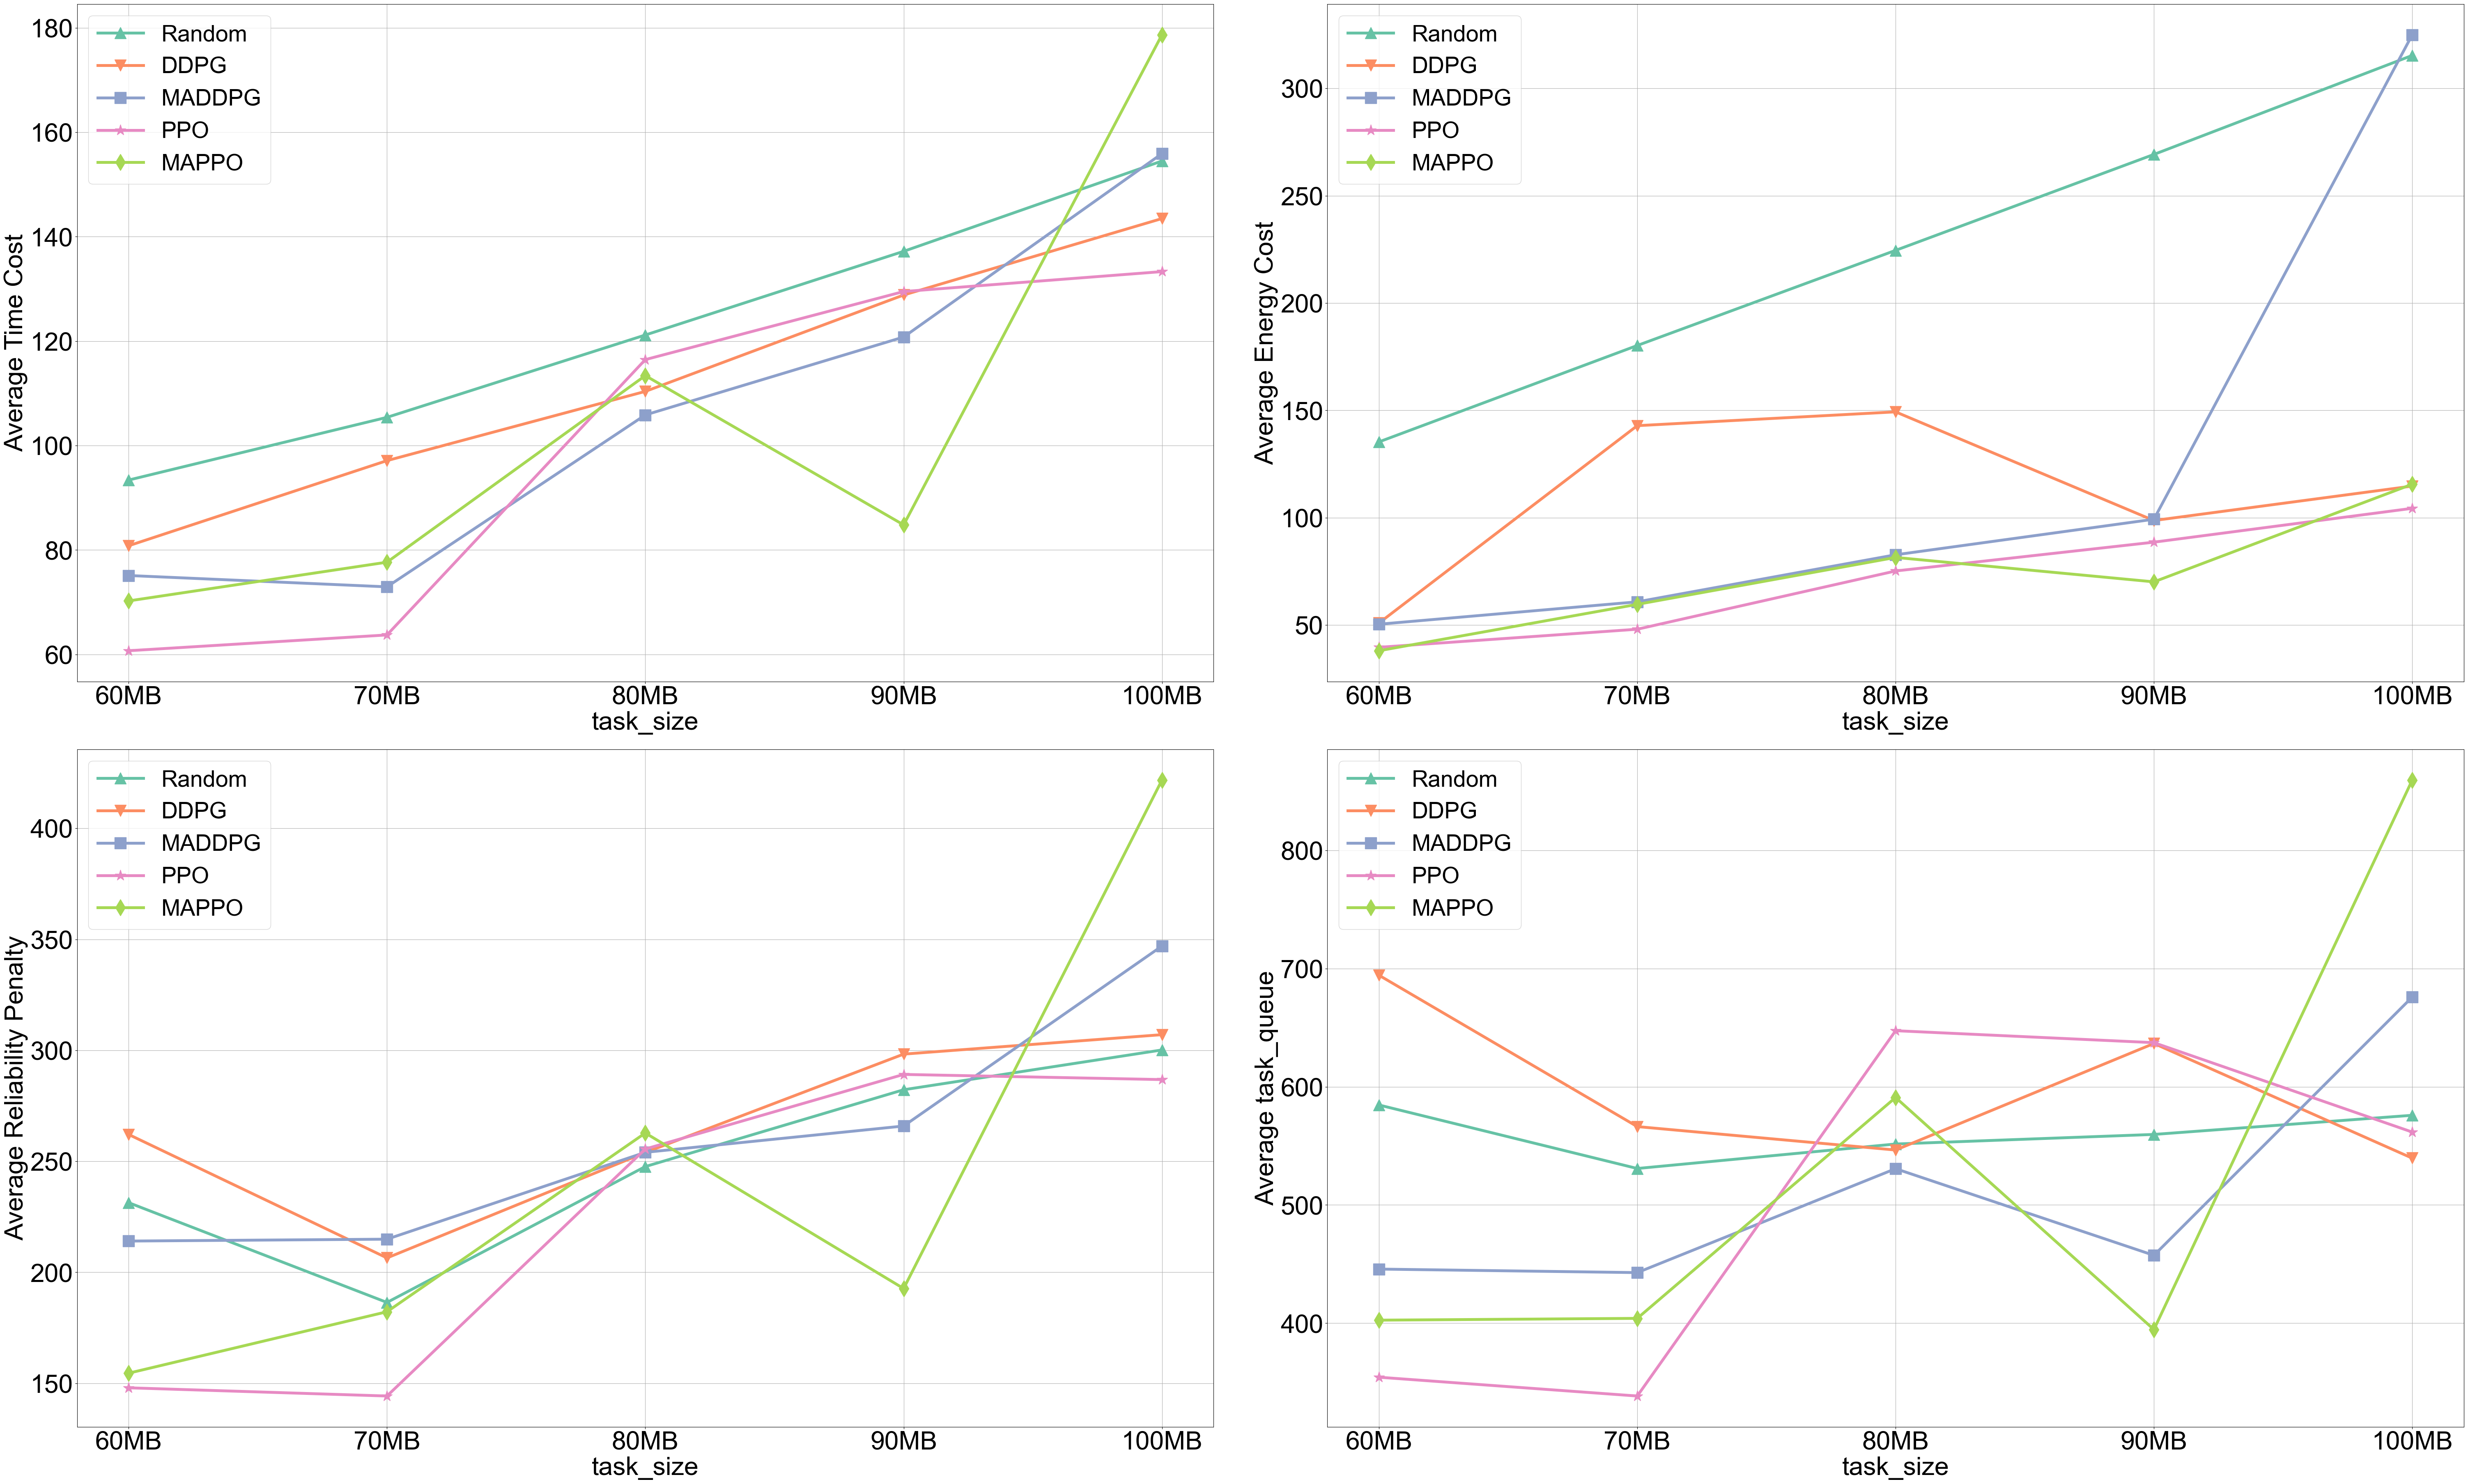 180
160
140
120
100
80
60
Average Time Cost
Random
DDPG
MADDPG
PPO
MAPPO
60MB 70MB 80MB 90MB 100MB
task_size
300
250
200
150
100
50
Average Energy Cost
Random
DDPG
MADDPG
PPO
MAPPO
60MB 70MB 80MB 90MB 100MB
task_size
400
350
300
250
200
150
Average Reliability Penalty
Random
DDPG
MADDPG
PPO
MAPPO
60MB 70MB 80MB 90MB 100MB
task_size
800
700
600
500
400
Average task_queue
Random
DDPG
MADDPG
PPO
MAPPO
60MB 70MB 80MB 90MB 100MB
task_size